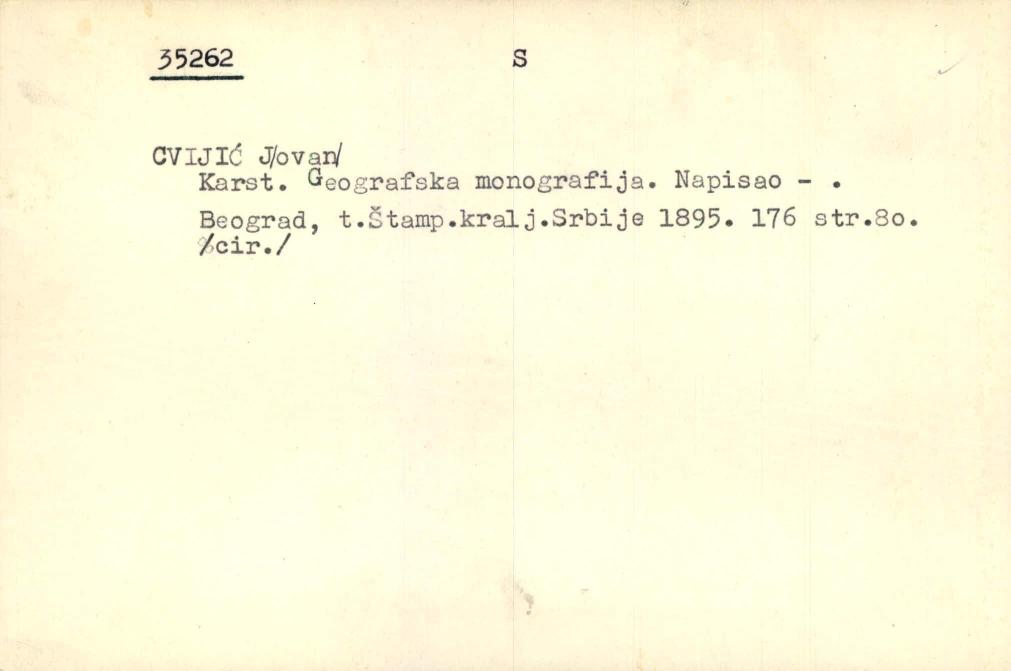 35262 S
CVIJIĆ J/ovan/
Karst. Geografska monografija. Napisao - .
Beograd, t.Štamp.kralj.Srbije 1895. 176 str.8o.
/cir./